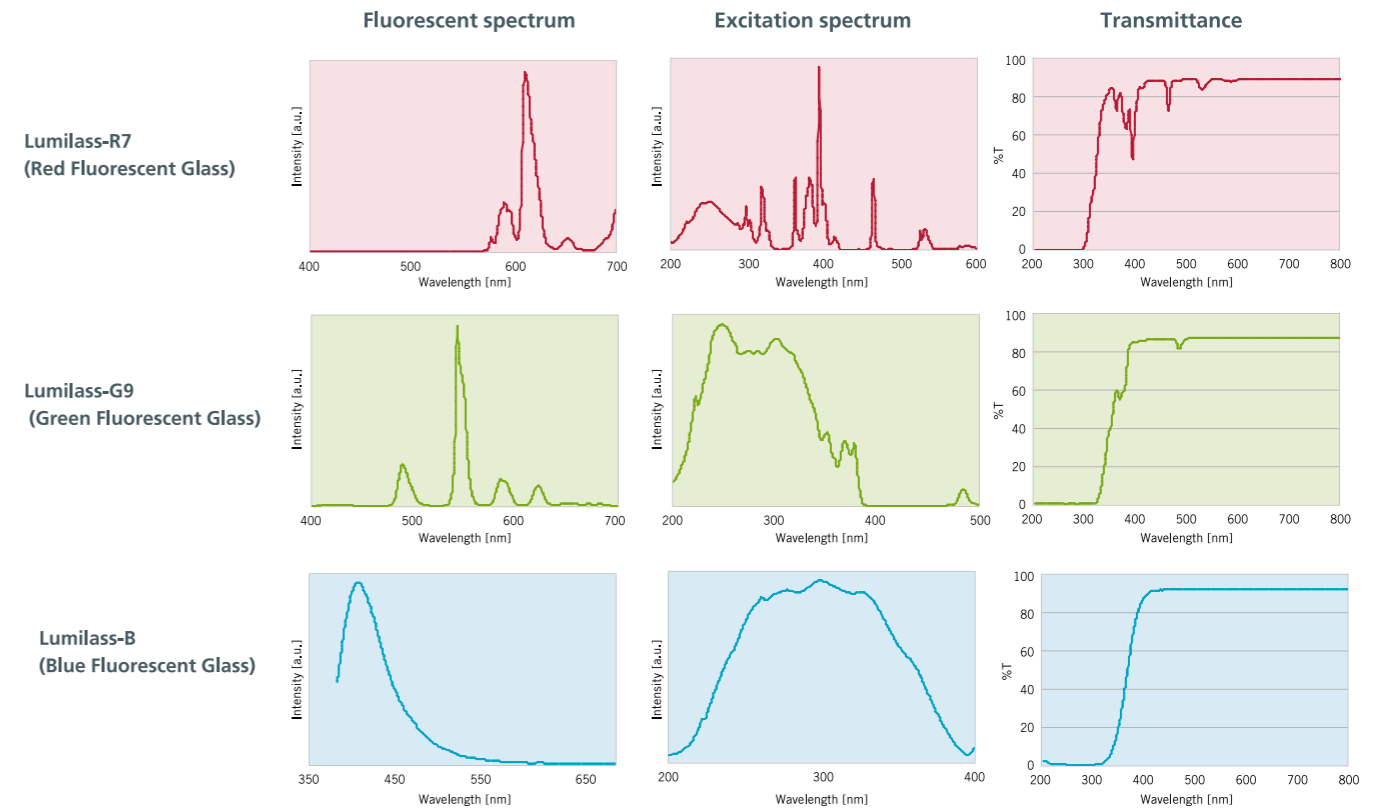 Fluorescent spectrum
Excitation spectrum
Transmittance
Lumilass-R7
(Red Fluorescent Glass)
Intensity [a.u.]
400 500 600 700
Wavelength [nm]
Intensity [a.u.]
200 300 400 500 600
Wavelength [nm]
%T
100
80
60
40
20
0
200 300 400 500 600 700 800
Wavelength [nm]
Lumilass-G9
(Green Fluorescent Glass)
Intensity [a.u.]
400 500 600 700
Wavelength [nm]
Intensity [a.u.]
200 300 400 500
Wavelength [nm]
%T
100
80
60
40
20
0
200 300 400 500 600 700 800
Wavelength [nm]
Lumilass-B
(Blue Fluorescent Glass)
Intensity [a.u.]
350 450 550 650
Wavelength [nm]
Intensity [a.u.]
200 300 400
Wavelength [nm]
%T
100
80
60
40
20
0
200 300 400 500 600 700 800
Wavelength [nm]